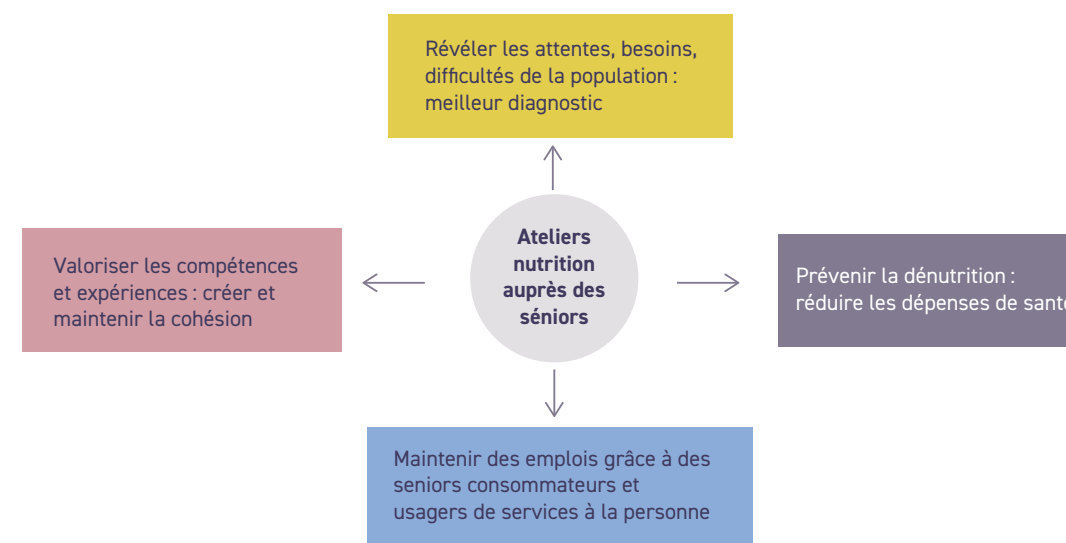 Révéler les attentes, besoins,
difficultés de la population :
meilleur diagnostic
Valoriser les compétences
et expériences : créer et
maintenir la cohésion
Ateliers
nutrition
auprès des
séniors
Prévenir la dénutrition :
réduire les dépenses de santé
Maintenir des emplois grâce à des
seniors consommateurs et
usagers de services à la personne